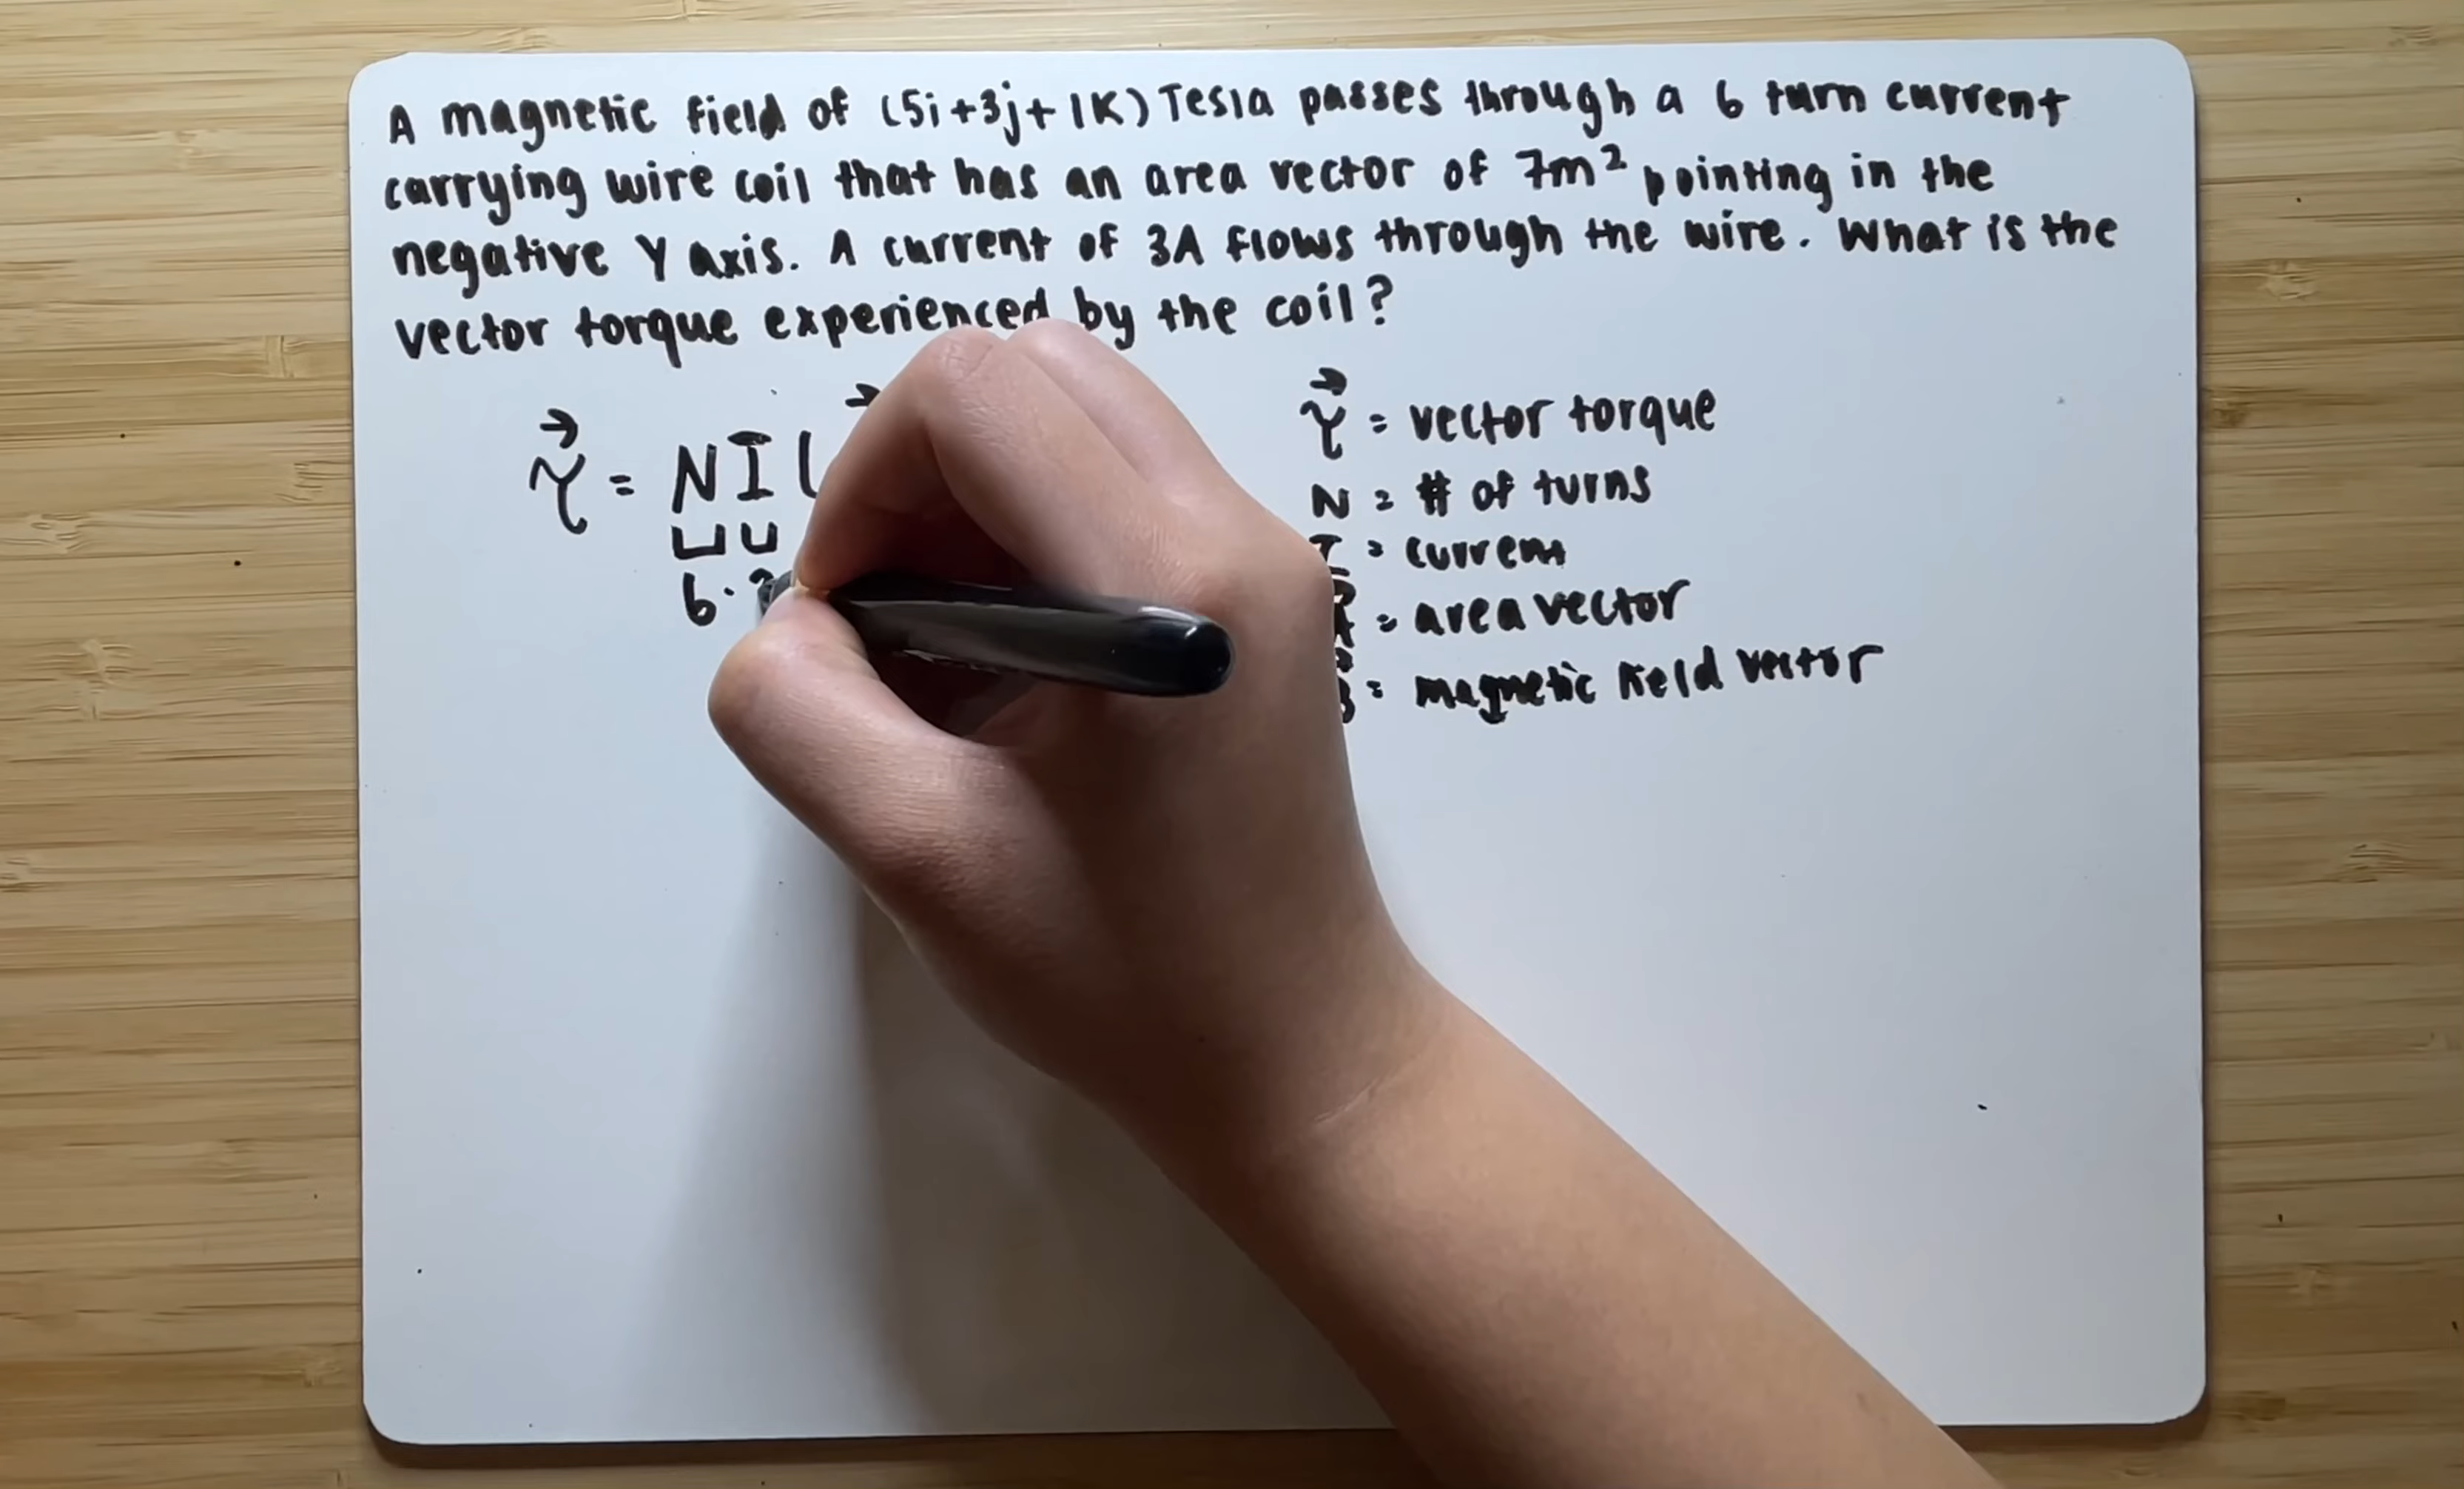 A magnetic field of (5i+3j+1K) Tesla passes through a 6 turn current
carrying wire coil that has an area vector of 7m² pointing in the
negative Y axis. A current of 3A flows through the wire. What is the
vector torque experienced by the coil?
τ⃗ = NI(
6·
τ⃗ = vector torque
N = # of turns
I = current
= area vector
= magnetic field vector